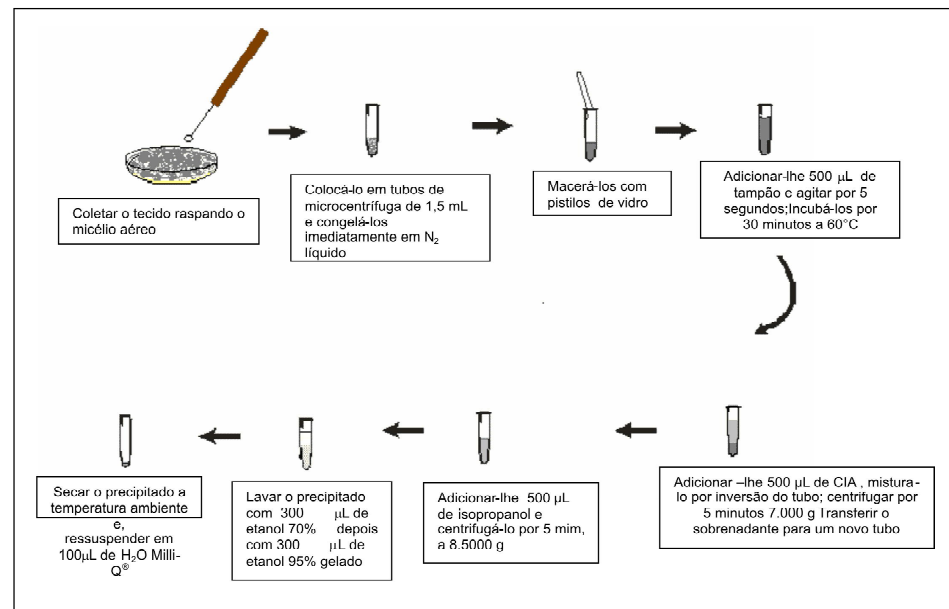 Coletar o tecido raspando o
micélio aéreo
Colocá-lo em tubos de
microcentrífuga de 1,5 mL
e congelá-los
imediatamente em N₂
líquido
Macerá-los com
pistilos de vidro
Adicionar-lhe 500 µL de
tampão e agitar por 5
segundos;Incubá-los por
30 minutos a 60°C
Adicionar –lhe 500 µL de CIA , mistura-
lo por inversão do tubo; centrifugar por
5 minutos 7.000 g Transferir o
sobrenadante para um novo tubo
Adicionar-lhe 500 µL
de isopropanol e
centrifugá-lo por 5 mim,
a 8.5000 g
Lavar o precipitado
com 300 µL de
etanol 70% depois
com 300 µL de
etanol 95% gelado
Secar o precipitado a
temperatura ambiente
e,
ressuspender em
100µL de H₂O Milli-
Q®